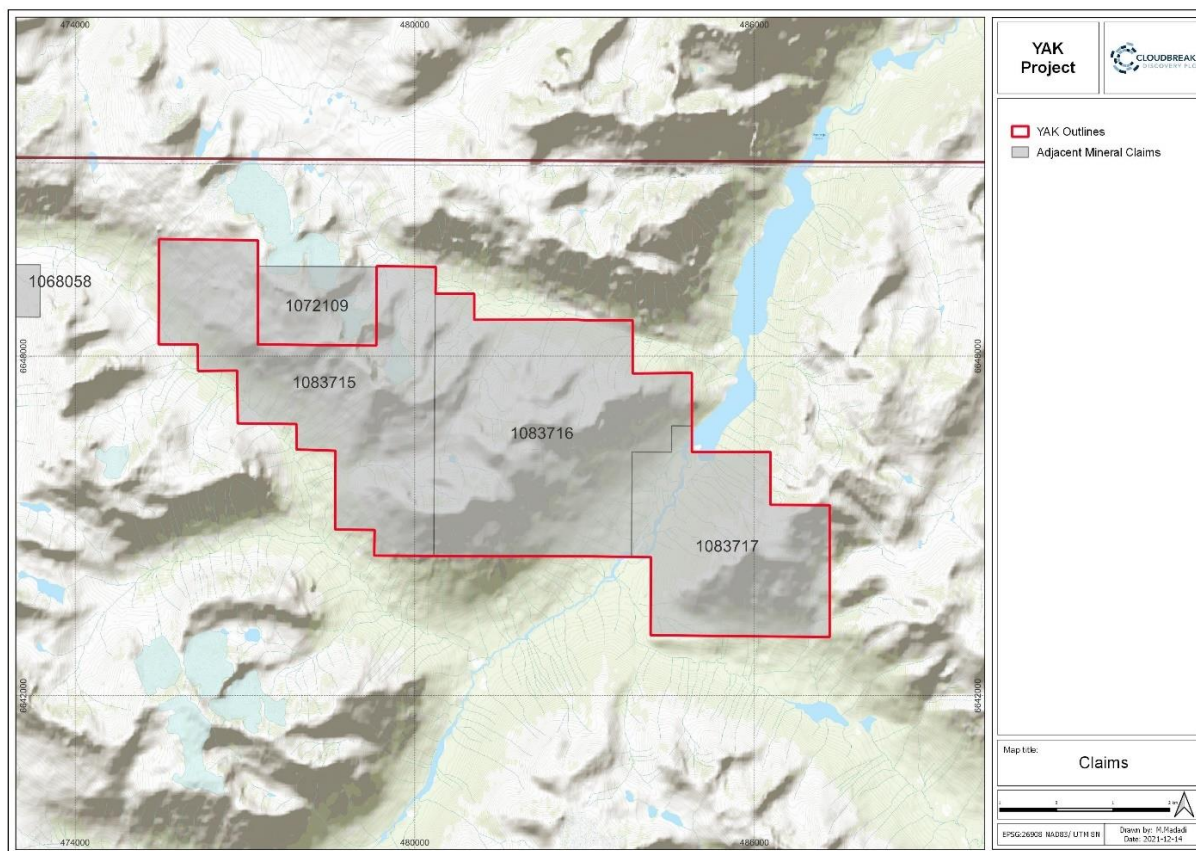 474000
480000
486000
YAK
Project
CLOUDBREAK
DISCOVERY PLC
YAK Outlines
Adjacent Mineral Claims
1068058
1072109
6648000
6648000
1083715
1083716
1083717
6642000
6642000
Map title:
Claims
474000
480000
486000
EPSG:26908 NAD83/ UTM 8N
Drawn by: M.Madadi
Date: 2021-12-14